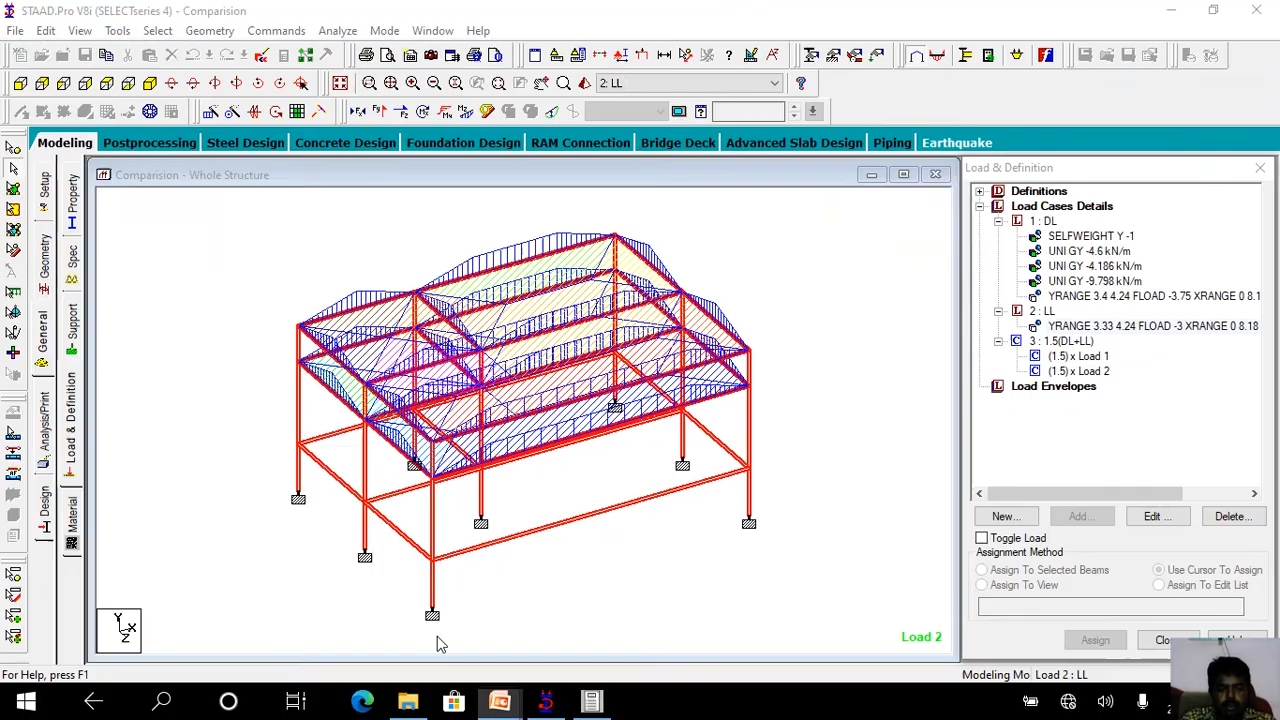 STAAD.Pro V8i (SELECTseries 4) - Comparision
File Edit View Tools Select Geometry Commands Analyze Mode Window Help
2: LL
Modeling Postprocessing Steel Design Concrete Design Foundation Design RAM Connection Bridge Deck Advanced Slab Design Piping Earthquake
Comparision - Whole Structure
Load & Definition
Setup
Geometry
General
Analysis/Print
Design
Property
Spec
Support
Load & Definition
Material
Definitions
Load Cases Details
1 : DL
SELFWEIGHT Y -1
UNI GY -4.6 kN/m
UNI GY -4.186 kN/m
UNI GY -9.798 kN/m
YRANGE 3.4 4.24 FLOAD -3.75 XRANGE 0 8.1
2 : LL
YRANGE 3.33 4.24 FLOAD -3 XRANGE 0 8.18
3 : 1.5(DL+LL)
(1.5) x Load 1
(1.5) x Load 2
Load Envelopes
New... Add... Edit ... Delete...
Toggle Load
Assignment Method
Assign To Selected Beams Use Cursor To Assign
Assign To View Assign To Edit List
Assign Clo
Y
X
Z
Load 2
For Help, press F1
Modeling Mo Load 2 : LL